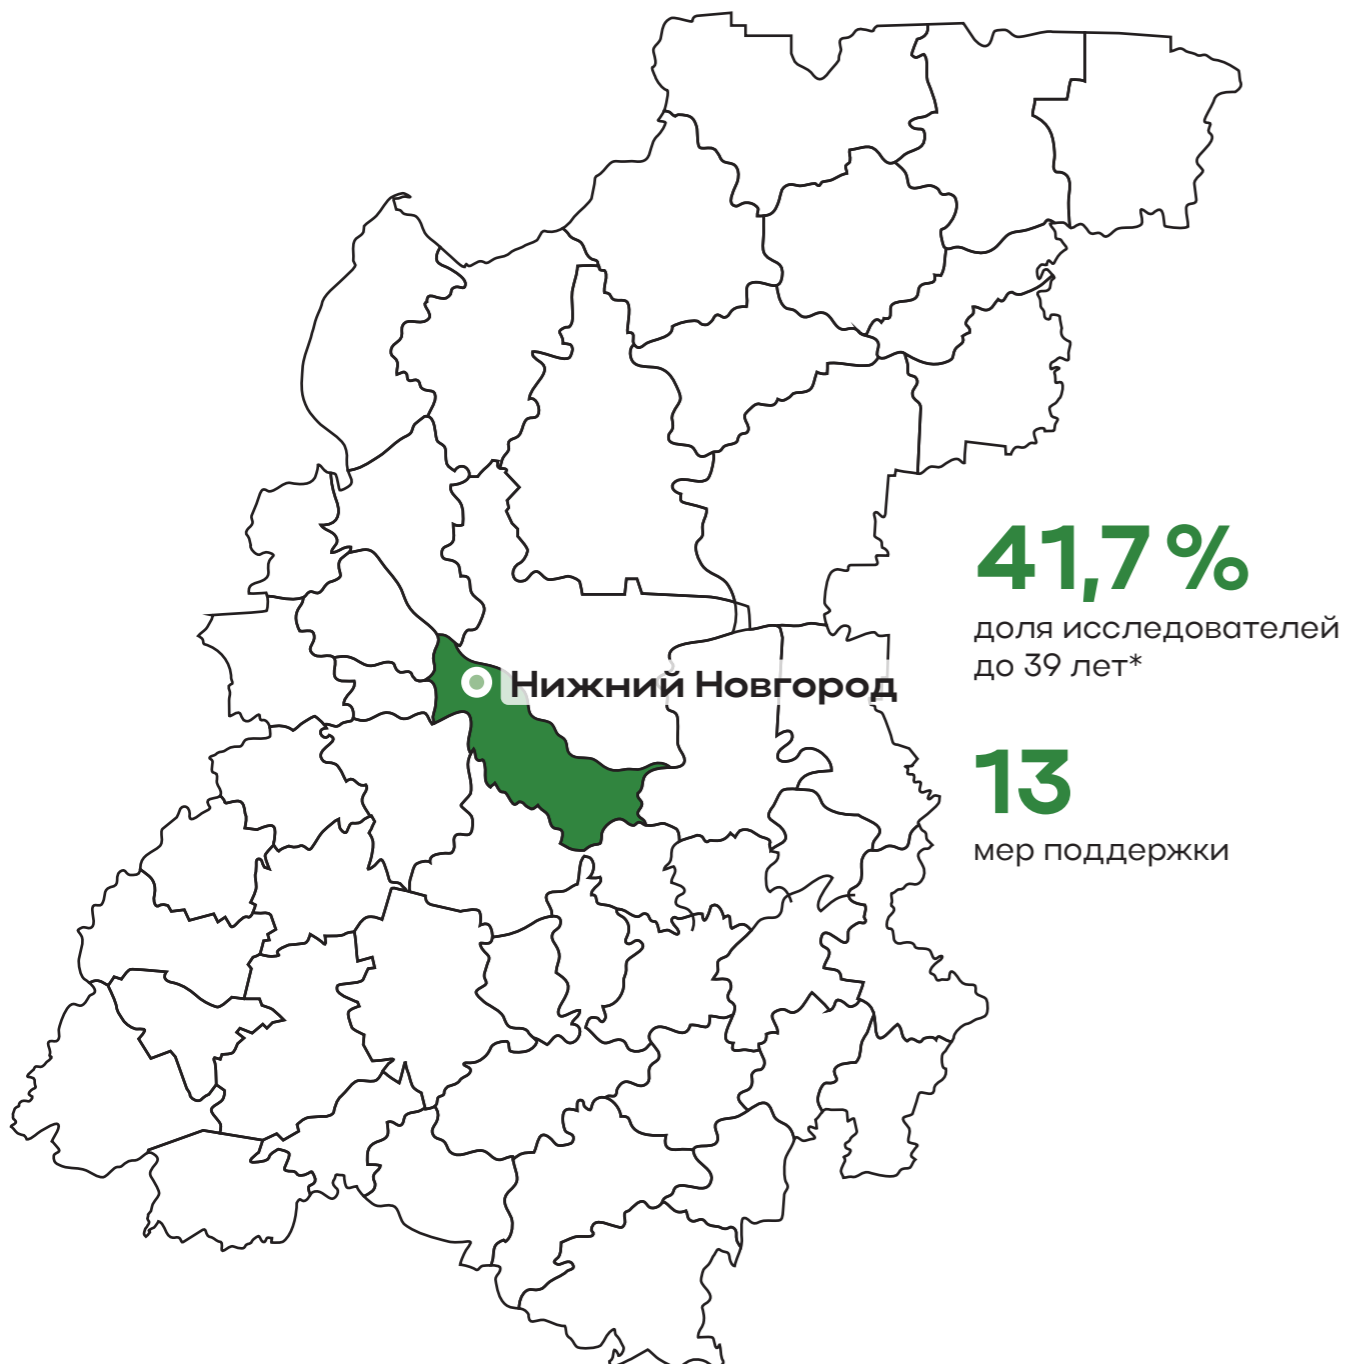 41,7 %
доля исследователей
до 39 лет*
Нижний Новгород
13
мер поддержки